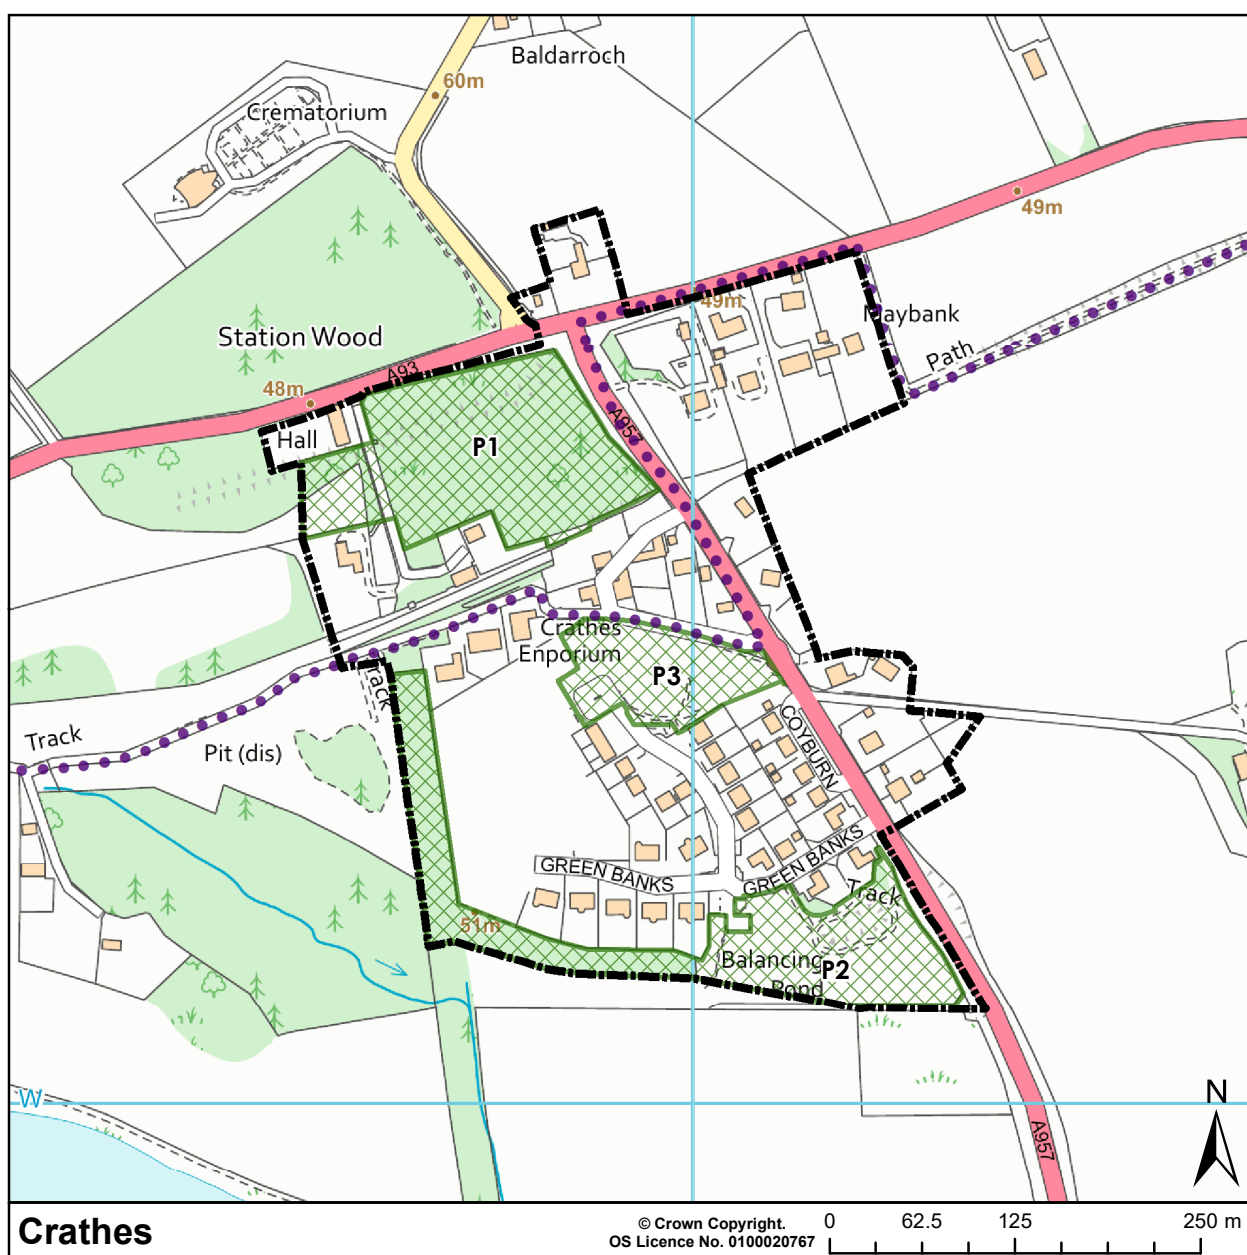 Baldarroch
60m
Crematorium
49m
Station Wood
49m
Maybank
Path
A93
48m
Hall
P1
A957
Crathes
Enporium
P3
Track
Track
Pit (dis)
COYBURN
GREEN BANKS
GREEN BANKS
Track
51m
Balancing
Pond
P2
W
N
A957
Crathes
© Crown Copyright.
OS Licence No. 0100020767
0 62.5 125 250 m